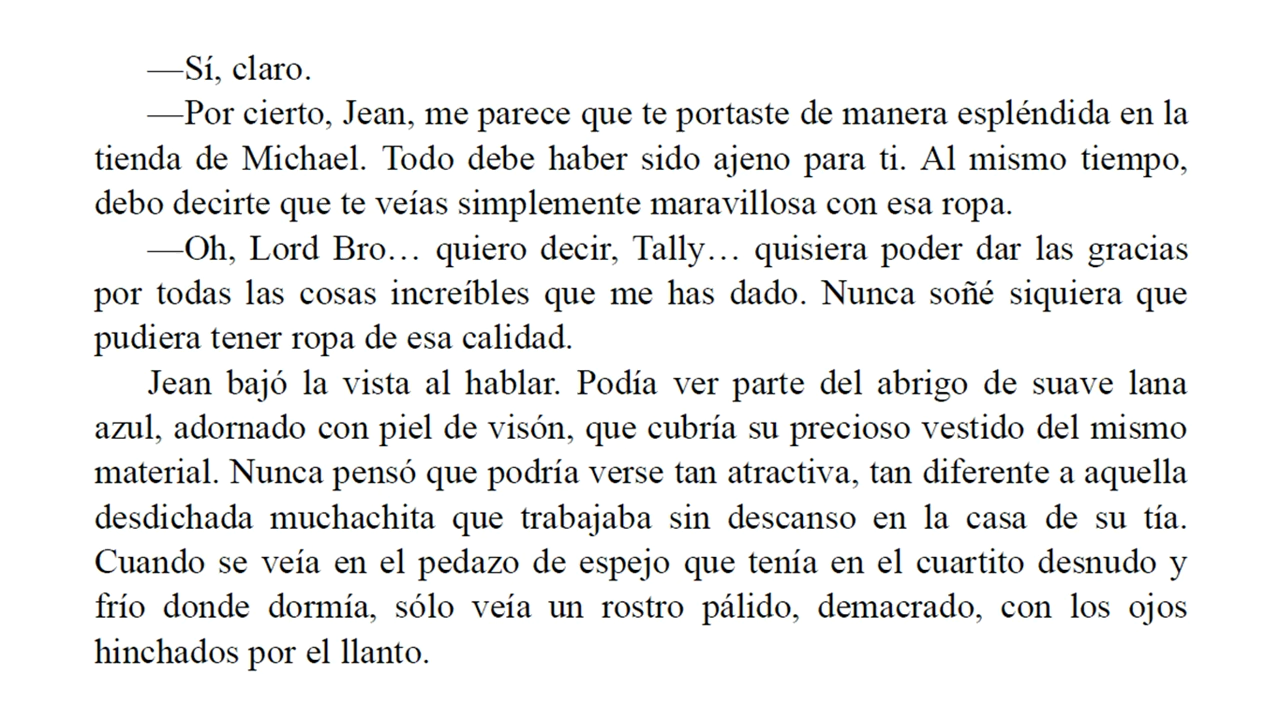 —Sí, claro.
—Por cierto, Jean, me parece que te portaste de manera espléndida en la
tienda de Michael. Todo debe haber sido ajeno para ti. Al mismo tiempo,
debo decirte que te veías simplemente maravillosa con esa ropa.
—Oh, Lord Bro… quiero decir, Tally… quisiera poder dar las gracias
por todas las cosas increíbles que me has dado. Nunca soñé siquiera que
pudiera tener ropa de esa calidad.
Jean bajó la vista al hablar. Podía ver parte del abrigo de suave lana
azul, adornado con piel de visón, que cubría su precioso vestido del mismo
material. Nunca pensó que podría verse tan atractiva, tan diferente a aquella
desdichada muchachita que trabajaba sin descanso en la casa de su tía.
Cuando se veía en el pedazo de espejo que tenía en el cuartito desnudo y
frío donde dormía, sólo veía un rostro pálido, demacrado, con los ojos
hinchados por el llanto.